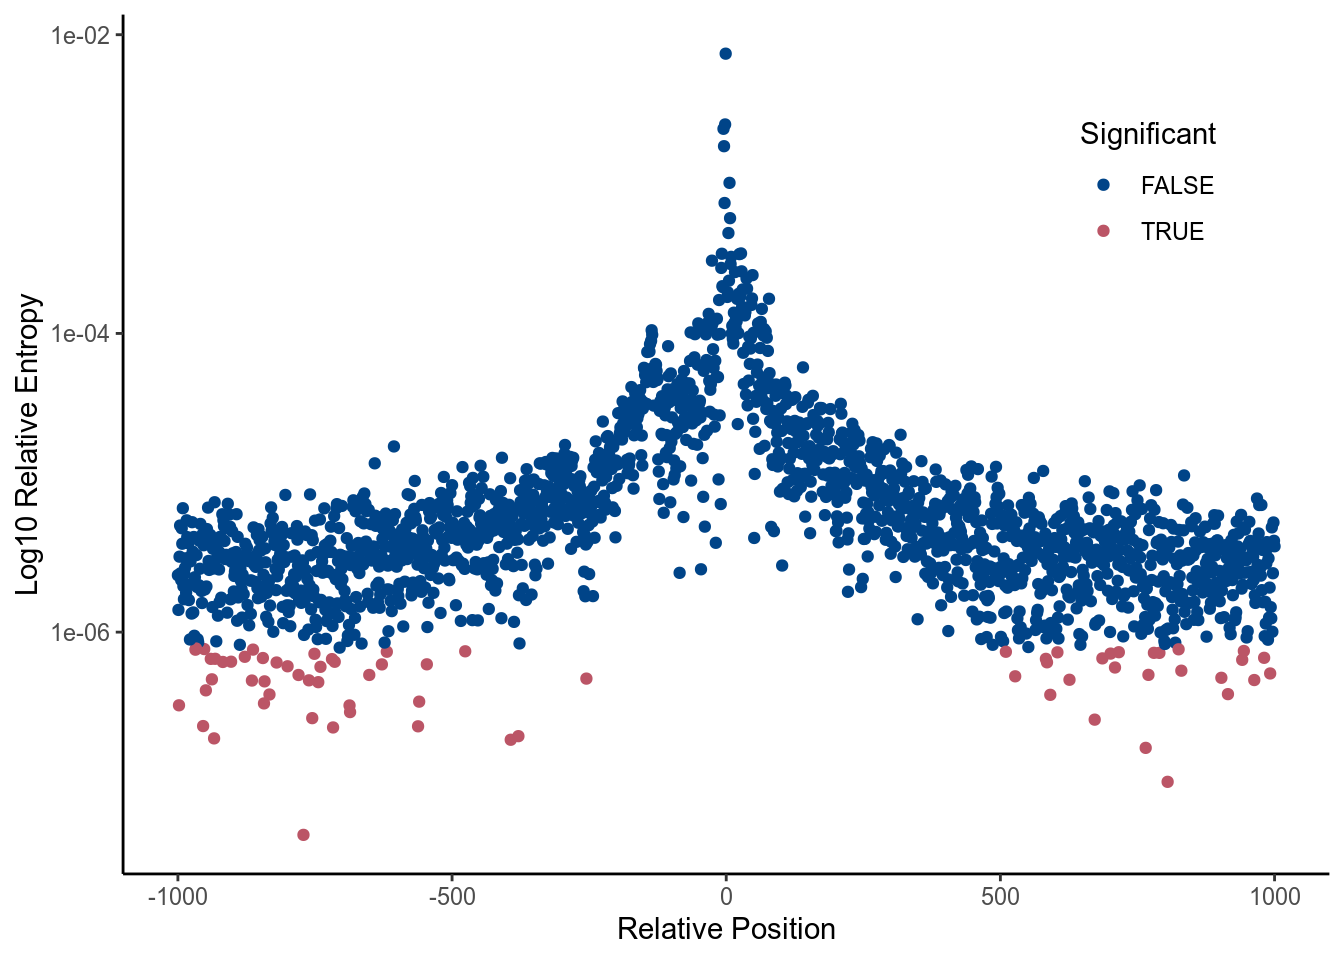 1e-02
1e-04
1e-06
Log10 Relative Entropy
Significant
FALSE
TRUE
-1000
-500
0
500
1000
Relative Position